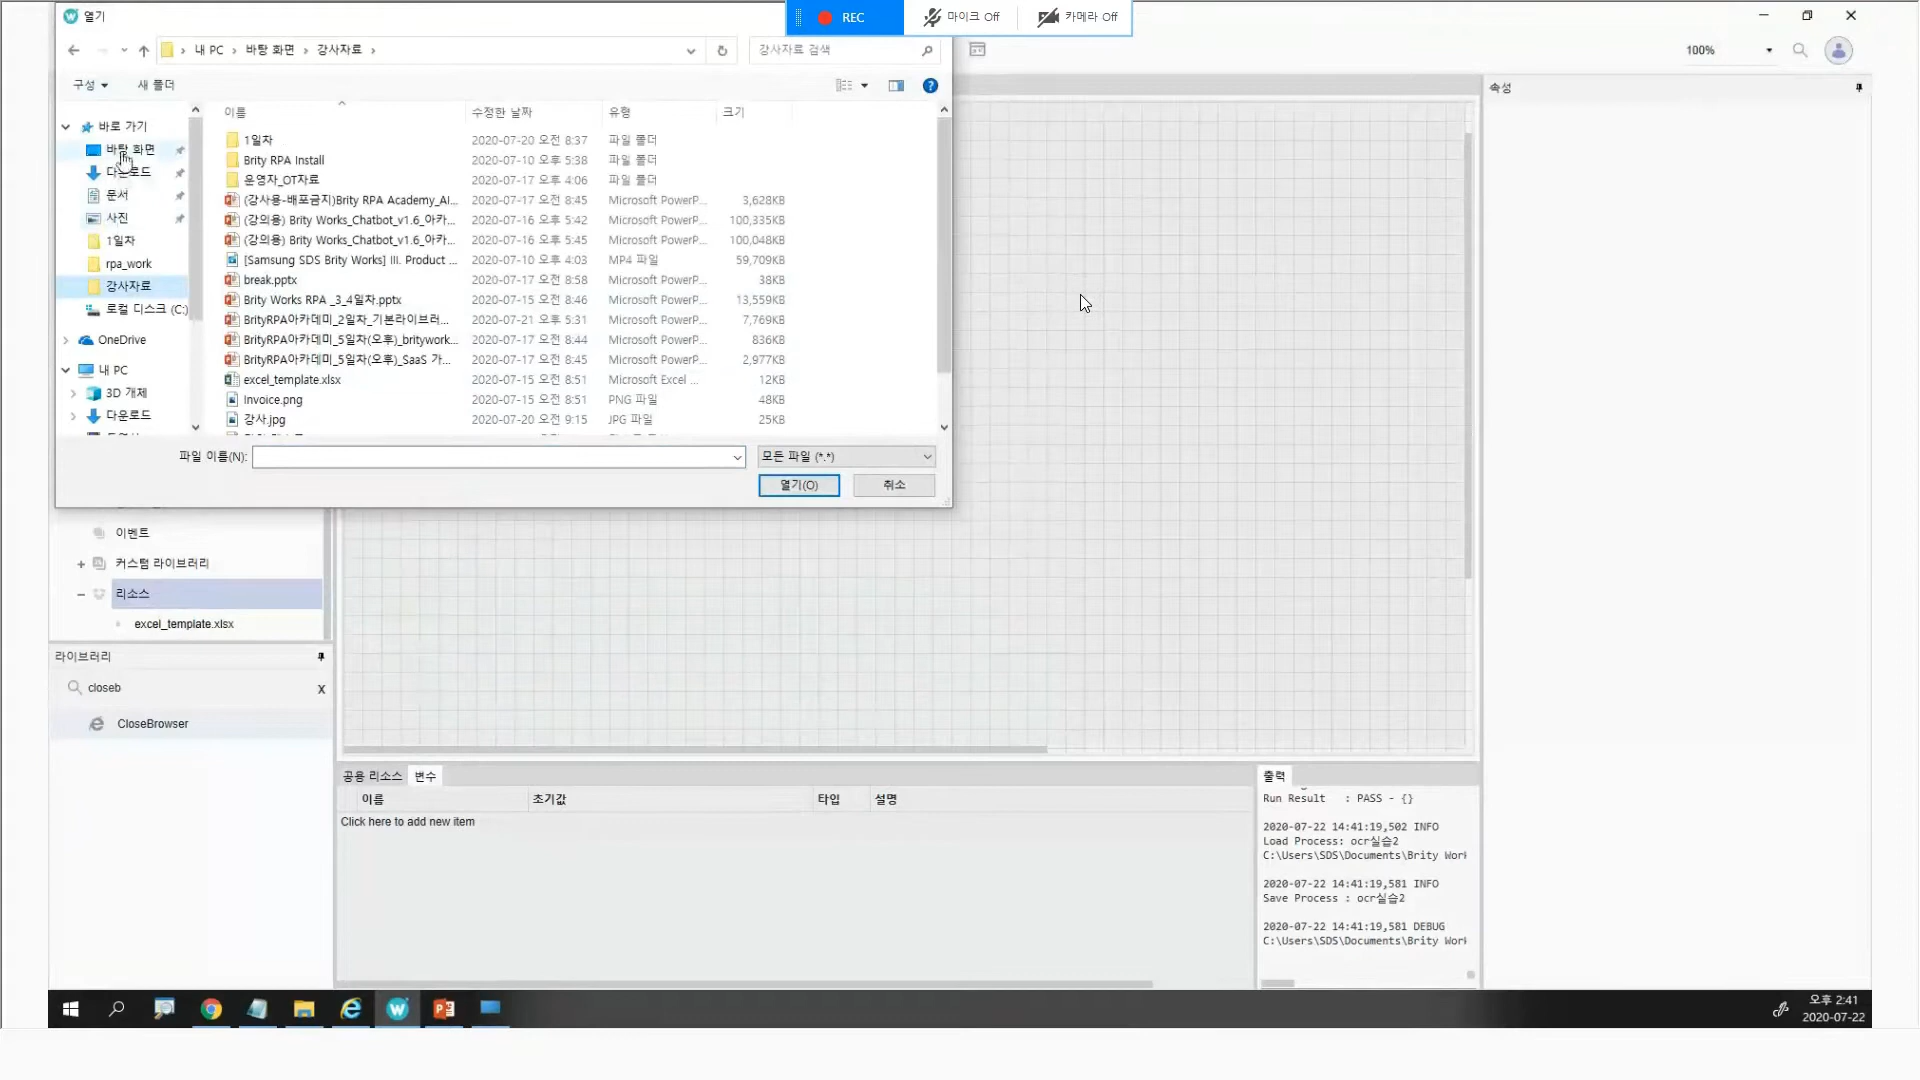 열기
REC
마이크 Off
카메라 Off
내 PC
바탕 화면
강사자료
강사자료 검색
100%
구성
새 폴더
속성
이름
수정한 날짜
유형
크기
바로 가기
바탕 화면
다운로드
문서
사진
1일차
rpa_work
강사자료
로컬 디스크 (C:)
OneDrive
내 PC
3D 개체
다운로드
1일차 2020-07-20 오전 8:37 파일 폴더
Brity RPA Install 2020-07-10 오후 5:38 파일 폴더
운영자_OT자료 2020-07-17 오후 4:06 파일 폴더
(강사용-배포금지)Brity RPA Academy_AI... 2020-07-17 오후 8:45 Microsoft PowerP... 3,628KB
(강의용) Brity Works_Chatbot_v1.6_아카... 2020-07-16 오후 5:42 Microsoft PowerP... 100,335KB
(강의용) Brity Works_Chatbot_v1.6_아카... 2020-07-16 오후 5:45 Microsoft PowerP... 100,048KB
[Samsung SDS Brity Works] III. Product ... 2020-07-10 오후 4:03 MP4 파일 59,709KB
break.pptx 2020-07-17 오전 8:58 Microsoft PowerP... 38KB
Brity Works RPA _3_4일차.pptx 2020-07-15 오전 8:46 Microsoft PowerP... 13,559KB
BrityRPA아카데미_2일차_기본라이브러... 2020-07-21 오후 5:31 Microsoft PowerP... 7,769KB
BrityRPA아카데미_5일차(오후)_britywork... 2020-07-17 오전 8:44 Microsoft PowerP... 836KB
BrityRPA아카데미_5일차(오후)_SaaS 가... 2020-07-17 오전 8:45 Microsoft PowerP... 2,977KB
excel_template.xlsx 2020-07-15 오전 8:51 Microsoft Excel ... 12KB
Invoice.png 2020-07-15 오전 8:51 PNG 파일 48KB
강사.jpg 2020-07-20 오전 9:15 JPG 파일 25KB
파일 이름(N):
모든 파일 (*.*)
열기(O)
취소
이벤트
커스텀 라이브러리
리소스
excel_template.xlsx
라이브러리
closeb
X
CloseBrowser
공용 리소스
변수
이름
초기값
타입
설명
Click here to add new item
출력
Run Result : PASS - {}
2020-07-22 14:41:19,502 INFO
Load Process: ocr실습2
C:\Users\SDS\Documents\Brity Work
2020-07-22 14:41:19,581 INFO
Save Process : ocr실습2
2020-07-22 14:41:19,581 DEBUG
C:\Users\SDS\Documents\Brity Work
오후 2:41
2020-07-22